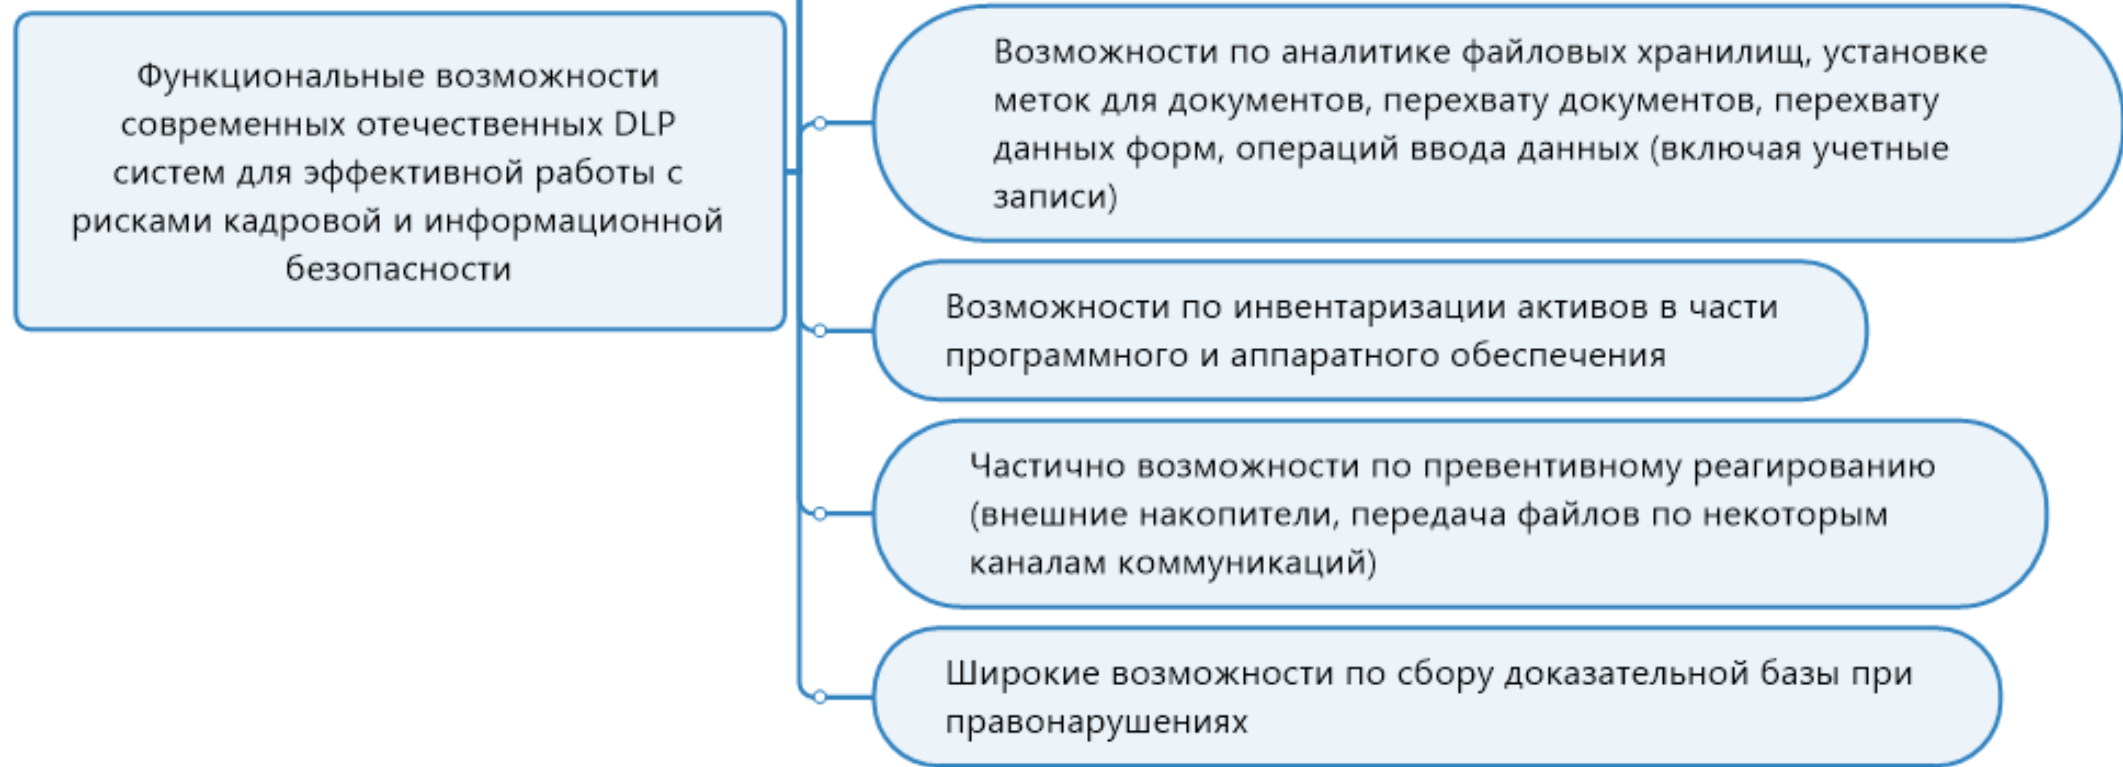 Функциональные возможности
современных отечественных DLP
систем для эффективной работы с
рисками кадровой и информационной
безопасности
Возможности по аналитике файловых хранилищ, установке
меток для документов, перехвату документов, перехвату
данных форм, операций ввода данных (включая учетные
записи)
Возможности по инвентаризации активов в части
программного и аппаратного обеспечения
Частично возможности по превентивному реагированию
(внешние накопители, передача файлов по некоторым
каналам коммуникаций)
Широкие возможности по сбору доказательной базы при
правонарушениях